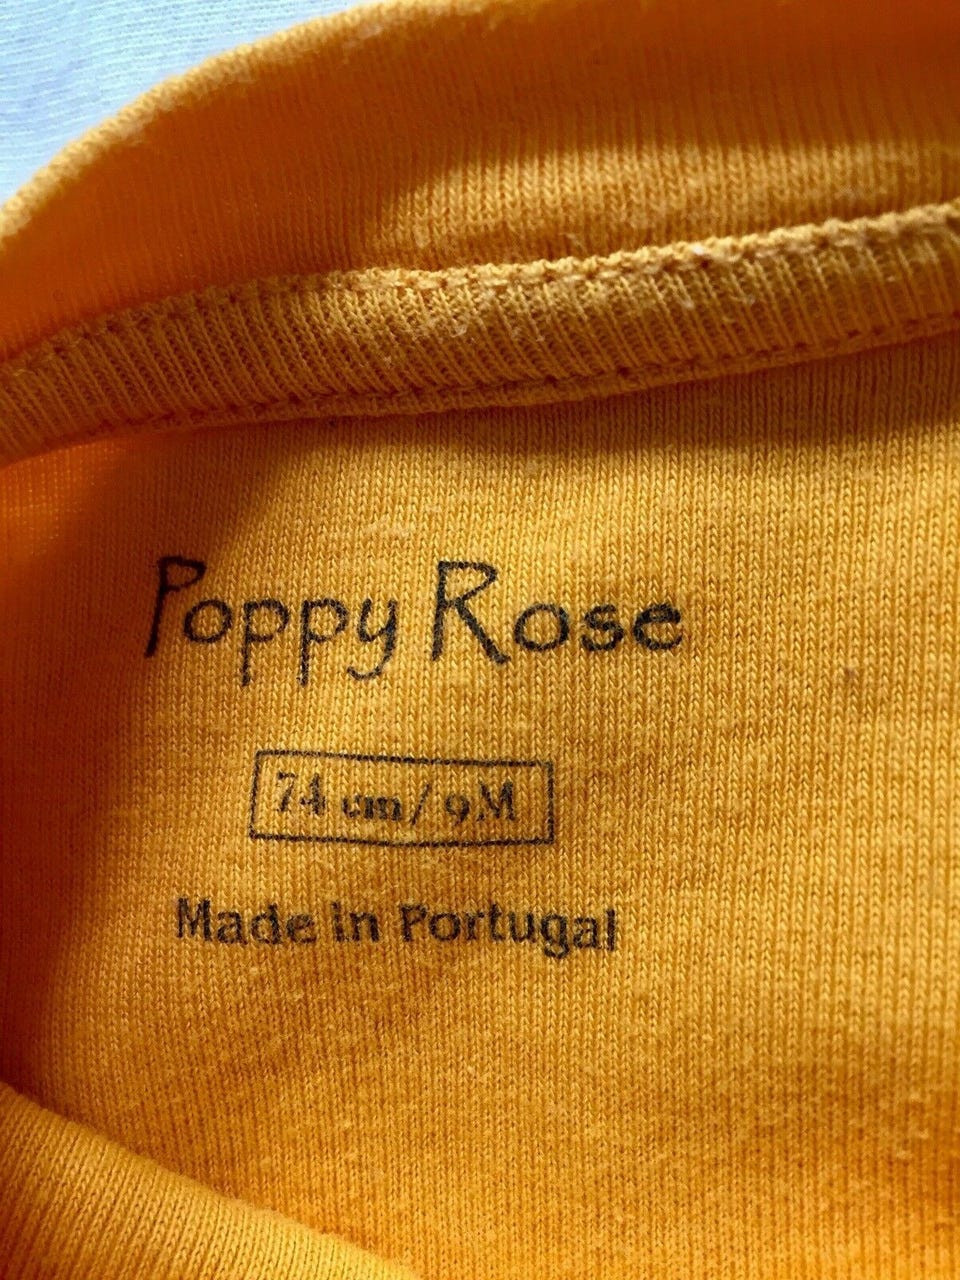 Poppy Rose
74 cm / 9M
Made in Portugal